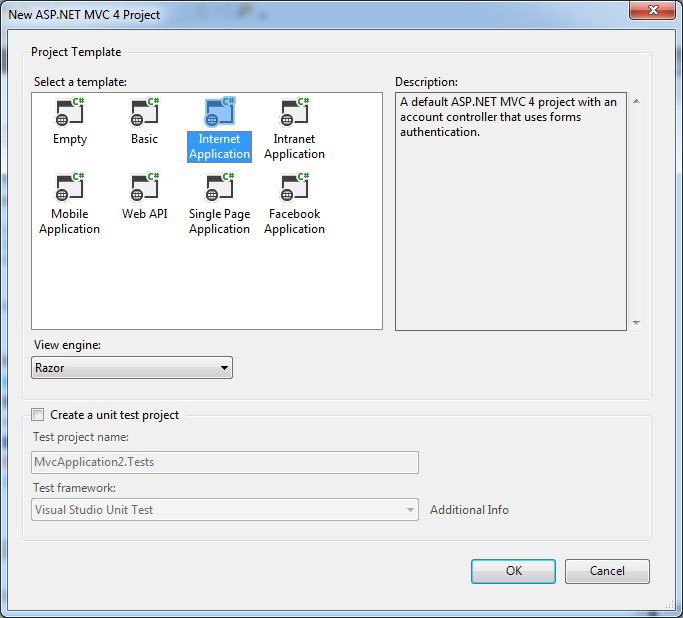 New ASP.NET MVC 4 Project
Project Template
Select a template:
Description:
C#
C#
C#
C#
Empty
Basic
Internet
Application
Intranet
Application
A default ASP.NET MVC 4 project with an
account controller that uses forms
authentication.
C#
C#
C#
C#
Mobile
Application
Web API
Single Page
Application
Facebook
Application
View engine:
Razor
Create a unit test project
Test project name:
MvcApplication2.Tests
Test framework:
Visual Studio Unit Test
Additional Info
OK
Cancel